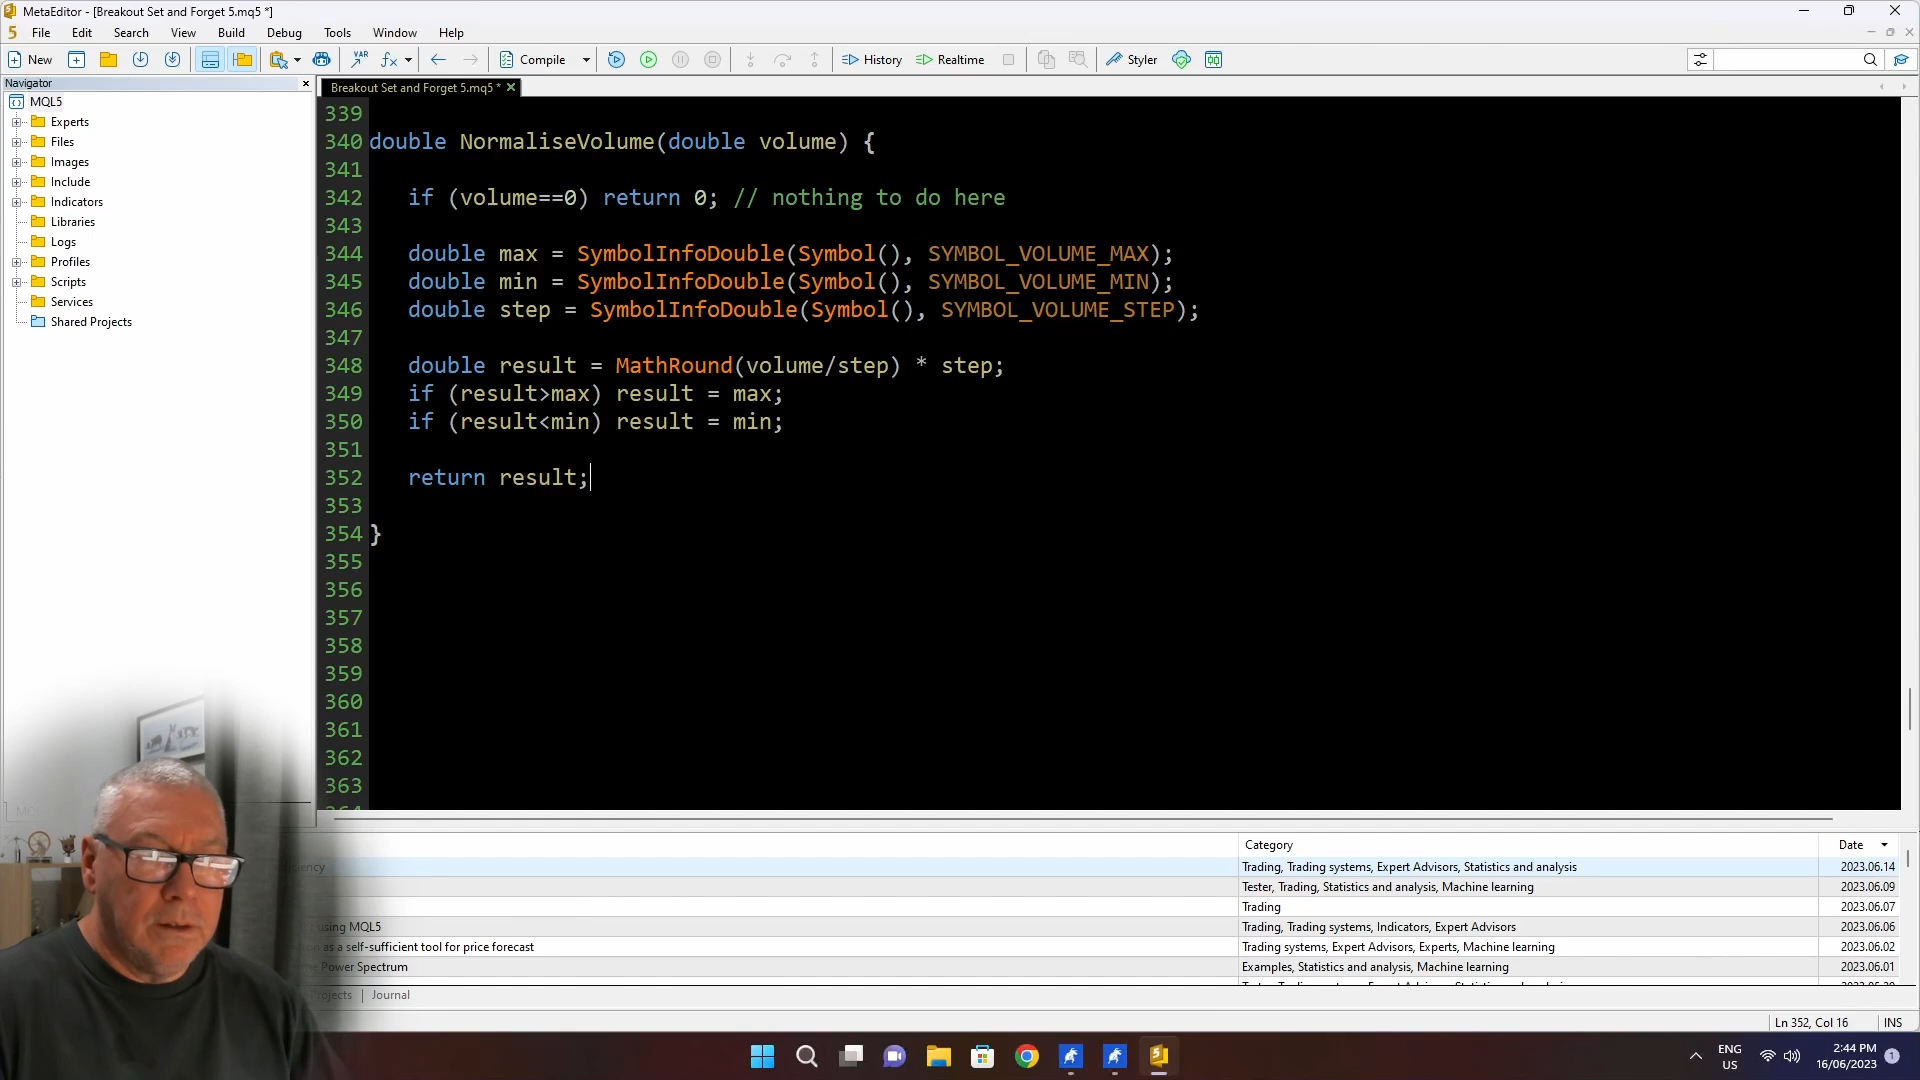 MetaEditor - [Breakout Set and Forget 5.mq5 *]
File Edit Search View Build Debug Tools Window Help
New Compile History Realtime Styler
Navigator
Breakout Set and Forget 5.mq5 *
MQL5
Experts
Files
Images
Include
Indicators
Libraries
Logs
Profiles
Scripts
Services
Shared Projects
339
340 double NormaliseVolume(double volume) {
341
342 if (volume==0) return 0; // nothing to do here
343
344 double max = SymbolInfoDouble(Symbol(), SYMBOL_VOLUME_MAX);
345 double min = SymbolInfoDouble(Symbol(), SYMBOL_VOLUME_MIN);
346 double step = SymbolInfoDouble(Symbol(), SYMBOL_VOLUME_STEP);
347
348 double result = MathRound(volume/step) * step;
349 if (result>max) result = max;
350 if (result<min) result = min;
351
352 return result;
353
354 }
355
356
357
358
359
360
361
362
363
Category Date
Trading, Trading systems, Expert Advisors, Statistics and analysis 2023.06.14
Tester, Trading, Statistics and analysis, Machine learning 2023.06.09
Trading 2023.06.07
using MQL5 Trading, Trading systems, Indicators, Expert Advisors 2023.06.06
as a self-sufficient tool for price forecast Trading systems, Expert Advisors, Experts, Machine learning 2023.06.02
Power Spectrum Examples, Statistics and analysis, Machine learning 2023.06.01
Journal
Ln 352, Col 16 INS
ENG US 2:44 PM
16/06/2023